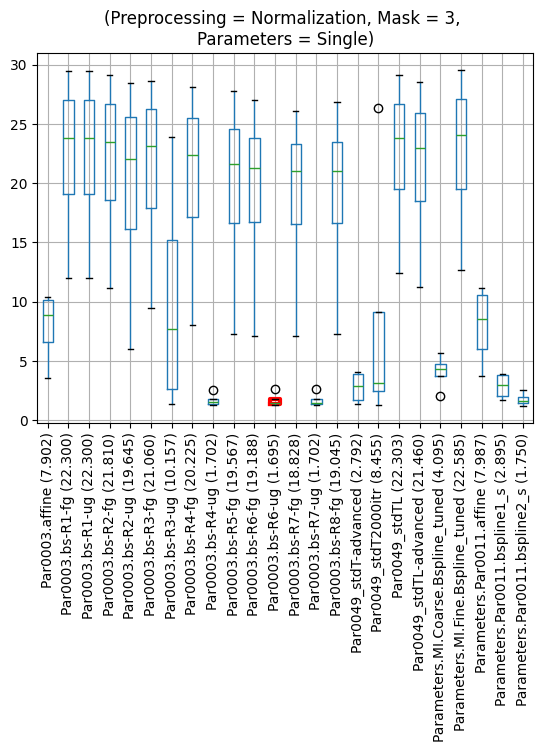 (Preprocessing = Normalization, Mask = 3,
Parameters = Single)
30
25
20
15
10
5
0
Par0003.affine (7.902)
Par0003.bs-R1-fg (22.300)
Par0003.bs-R1-ug (22.300)
Par0003.bs-R2-fg (21.810)
Par0003.bs-R2-ug (19.645)
Par0003.bs-R3-fg (21.060)
Par0003.bs-R3-ug (10.157)
Par0003.bs-R4-fg (20.225)
Par0003.bs-R4-ug (1.702)
Par0003.bs-R5-fg (19.567)
Par0003.bs-R6-fg (19.188)
Par0003.bs-R6-ug (1.695)
Par0003.bs-R7-fg (18.828)
Par0003.bs-R7-ug (1.702)
Par0003.bs-R8-fg (19.045)
Par0049_stdT-advanced (2.792)
Par0049_stdT2000itr (8.455)
Par0049_stdTL (22.303)
Par0049_stdTL-advanced (21.460)
Parameters.MI.Coarse.Bspline_tuned (4.095)
Parameters.MI.Fine.Bspline_tuned (22.585)
Parameters.Par0011.affine (7.987)
Parameters.Par0011.bspline1_s (2.895)
Parameters.Par0011.bspline2_s (1.750)